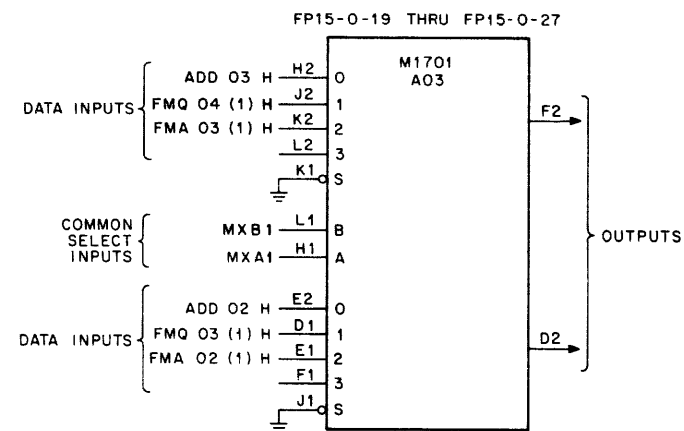 FP15-0-19 THRU FP15-0-27
M1701
A03
DATA INPUTS
ADD 03 H H2 0
FMQ 04 (1) H J2 1
FMA 03 (1) H K2 2
L2 3
K1 S
F2
COMMON
SELECT
INPUTS
MXB1 L1 B
MXA1 H1 A
OUTPUTS
DATA INPUTS
ADD 02 H E2 0
FMQ 03 (1) H D1 1
FMA 02 (1) H E1 2
F1 3
J1 S
D2